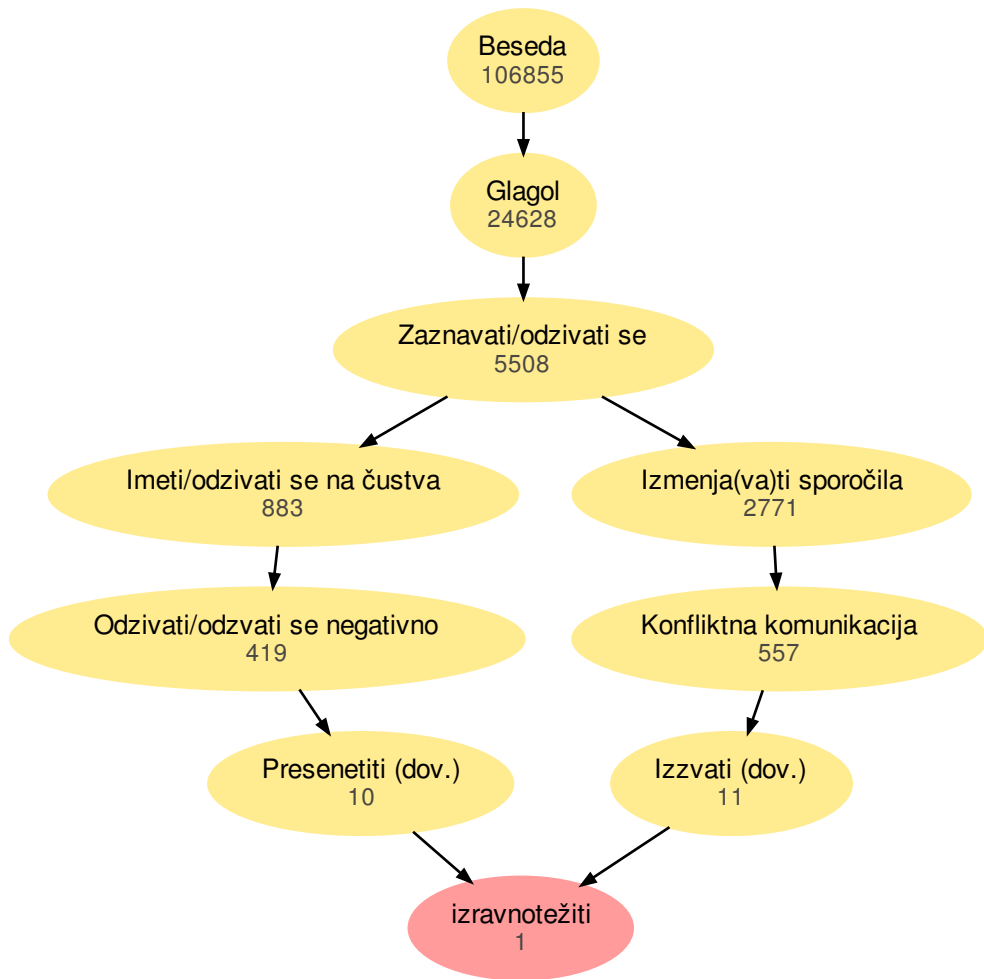 Beseda
106855
Glagol
24628
Zaznavati/odzivati se
5508
Imeti/odzivati se na čustva
883
Izmenja(va)ti sporočila
2771
Odzivati/odzvati se negativno
419
Konfliktna komunikacija
557
Presenetiti (dov.)
10
Izzvati (dov.)
11
izravnotežiti
1